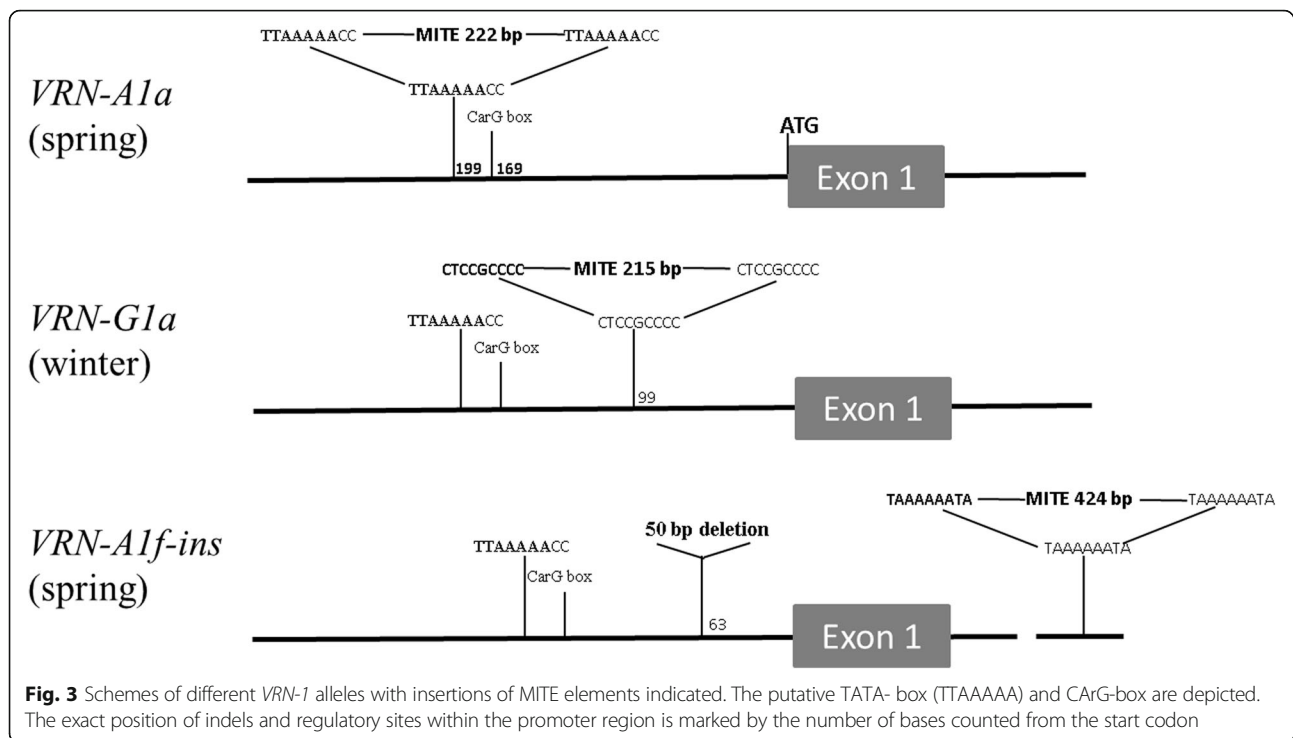 TTAAAAACC MITE 222 bp TTAAAAACC
VRN-A1a
(spring)
TTAAAAACC
CarG box
199 169
ATG
Exon 1
CTCCGCCCC MITE 215 bp CTCCGCCCC
VRN-G1a
(winter)
TTAAAAACC
CarG box
CTCCGCCCC
99
Exon 1
TAAAAAATA MITE 424 bp TAAAAAATA
VRN-A1f-ins
(spring)
TTAAAAACC
CarG box
50 bp deletion
63
TAAAAAATA
Exon 1
Fig. 3 Schemes of different VRN-1 alleles with insertions of MITE elements indicated. The putative TATA- box (TTAAAAA) and CArG-box are depicted.
The exact position of indels and regulatory sites within the promoter region is marked by the number of bases counted from the start codon